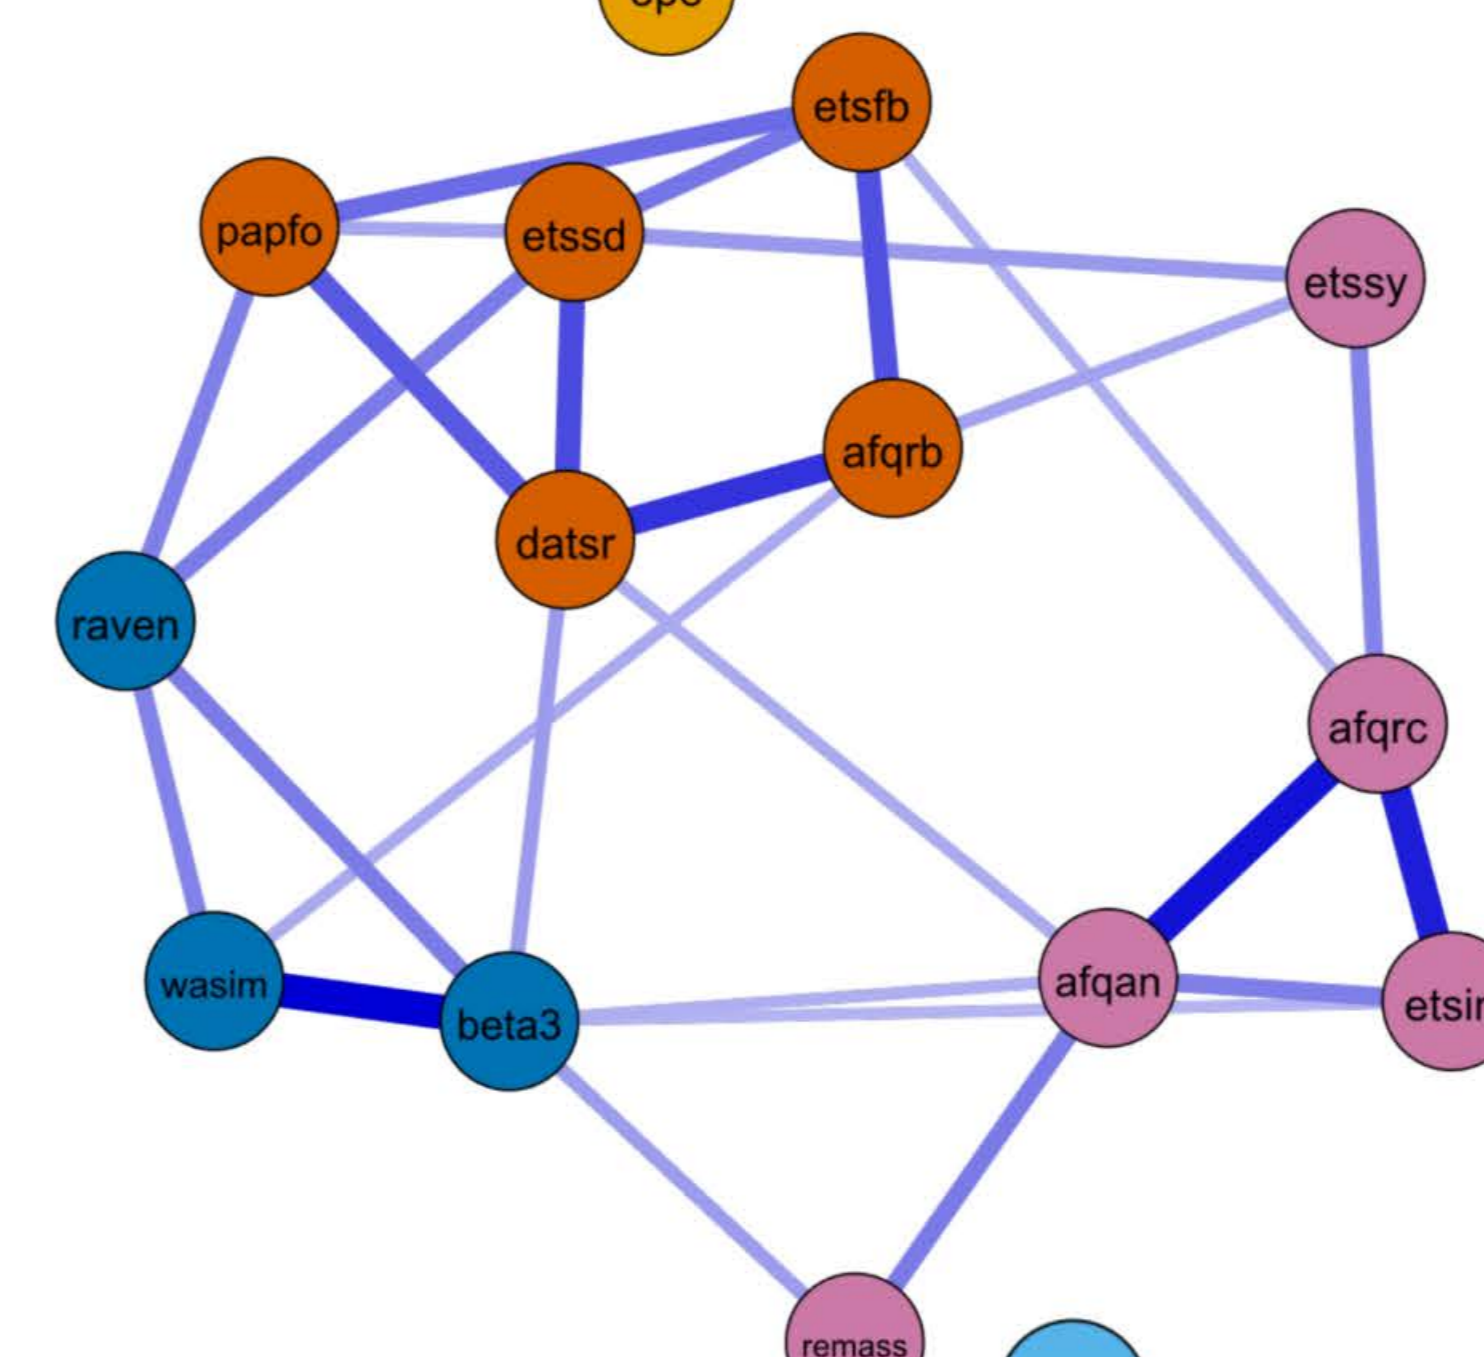 etsfb
papfo
etssd
etssy
afqrb
datsr
raven
afqrc
wasim
beta3
afqan
remass